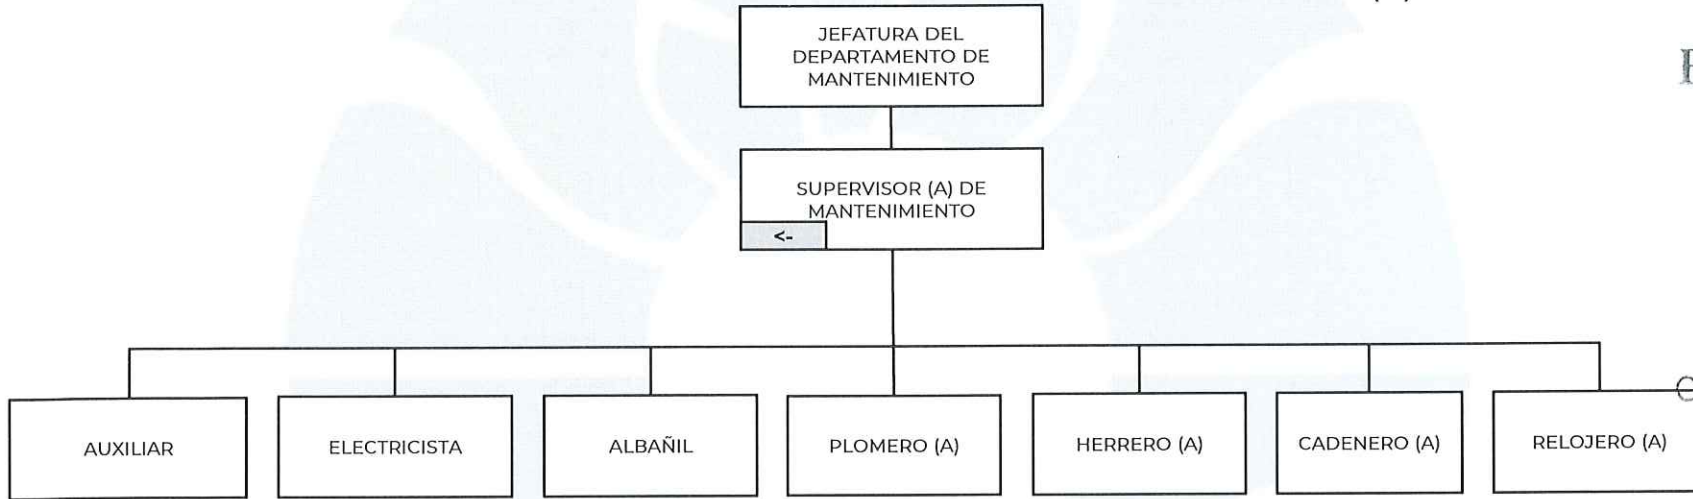 JEFATURA DEL
DEPARTAMENTO DE
MANTENIMIENTO
SUPERVISOR (A) DE
MANTENIMIENTO
<-
AUXILIAR
ELECTRICISTA
ALBAÑIL
PLOMERO (A)
HERRERO (A)
CADENERO (A)
RELOJERO (A)